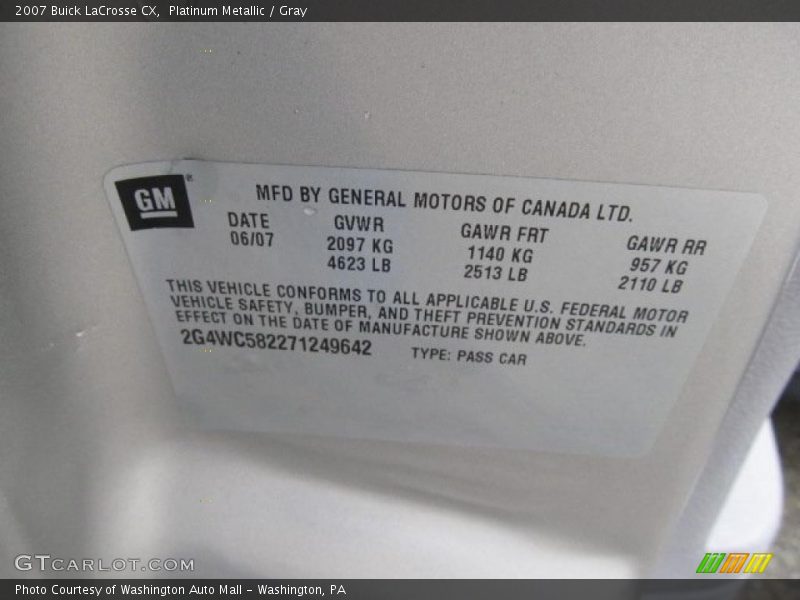 2007 Buick LaCrosse CX,  Platinum Metallic / Gray
GM ®
MFD BY GENERAL MOTORS OF CANADA LTD.
DATE GVWR GAWR FRT GAWR RR
06/07 2097 KG 1140 KG 957 KG
4623 LB 2513 LB 2110 LB
THIS VEHICLE CONFORMS TO ALL APPLICABLE U.S. FEDERAL MOTOR
VEHICLE SAFETY, BUMPER, AND THEFT PREVENTION STANDARDS IN
EFFECT ON THE DATE OF MANUFACTURE SHOWN ABOVE.
2G4WC582271249642 TYPE: PASS CAR
GTCARLOT.COM
Photo Courtesy of Washington Auto Mall - Washington, PA